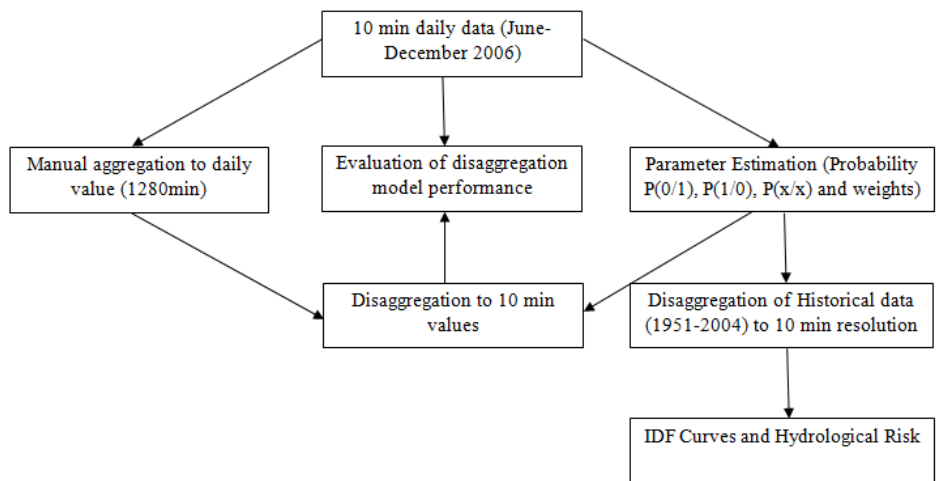 10 min daily data (June-
December 2006)
Manual aggregation to daily
value (1280min)
Evaluation of disaggregation
model performance
Parameter Estimation (Probability
P(0/1), P(1/0), P(x/x) and weights)
Disaggregation to 10 min
values
Disaggregation of Historical data
(1951-2004) to 10 min resolution
IDF Curves and Hydrological Risk